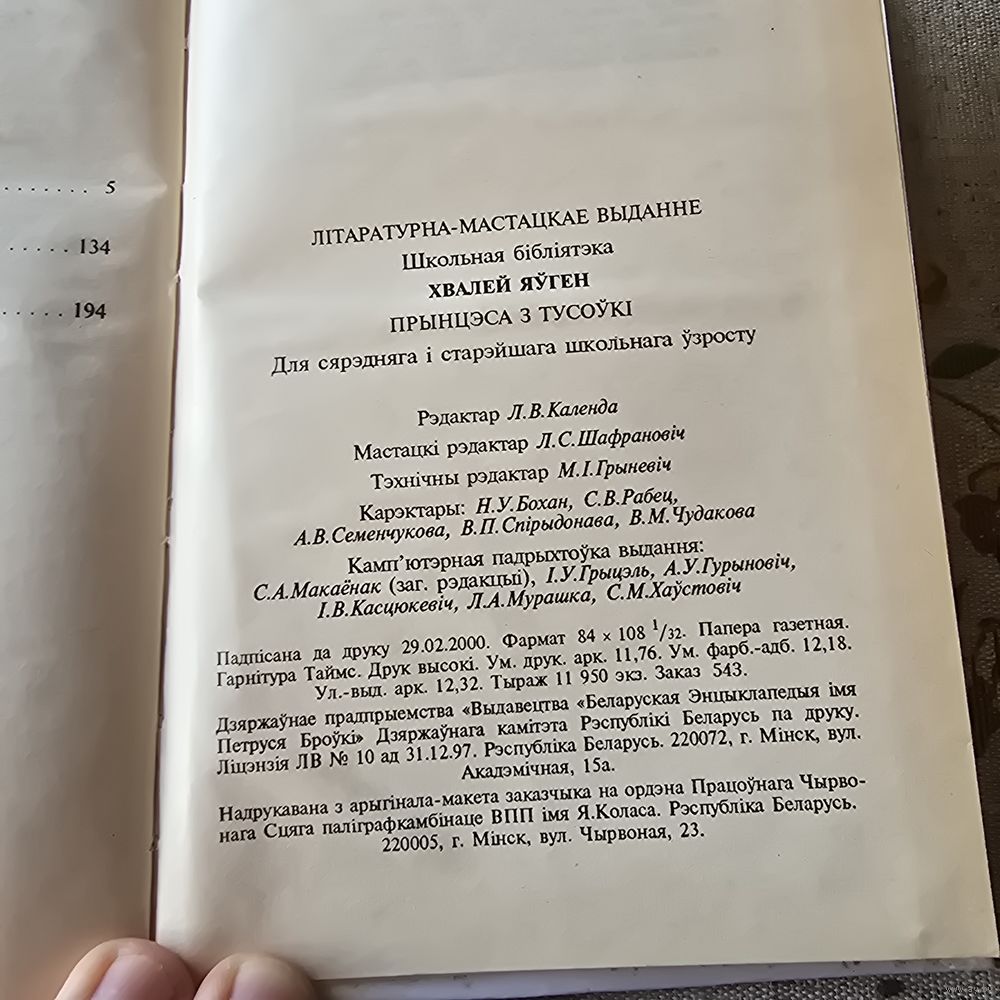 . . . . . . . 5
. . . . . 134
. . . . . 194
ЛІТАРАТУРНА-МАСТАЦКАЕ ВЫДАННЕ
Школьная бібліятэка
ХВАЛЕЙ ЯЎГЕН
ПРЫНЦЭСА З ТУСОЎКІ
Для сярэдняга і старэйшага школьнага ўзросту
Рэдактар Л.В.Календа
Мастацкі рэдактар Л.С.Шафрановіч
Тэхнічны рэдактар М.І.Грыневіч
Карэктары: Н.У.Бохан, С.В.Рабец,
А.В.Семенчукова, В.П.Спірыдонава, В.М.Чудакова
Камп'ютэрная падрыхтоўка выдання:
С.А.Макаёнак (заг. рэдакцыі), І.У.Грыцэль, А.У.Гурыновіч,
І.В.Касцюкевіч, Л.А.Мурашка, С.М.Хаўстовіч
Падпісана да друку 29.02.2000. Фармат 84 × 108 1/32. Папера газетная.
Гарнітура Таймс. Друк высокі. Ум. друк. арк. 11,76. Ум. фарб.-адб. 12,18.
Ул.-выд. арк. 12,32. Тыраж 11 950 экз. Заказ 543.
Дзяржаўнае прадпрыемства «Выдавецтва «Беларуская Энцыклапедыя імя
Петруся Броўкі» Дзяржаўнага камітэта Рэспублікі Беларусь па друку.
Ліцэнзія ЛВ № 10 ад 31.12.97. Рэспубліка Беларусь. 220072, г. Мінск, вул.
Акадэмічная, 15а.
Надрукавана з арыгінала-макета заказчыка на ордэна Працоўнага Чырво-
нага Сцяга паліграфкамбінаце ВПП імя Я.Коласа. Рэспубліка Беларусь.
220005, г. Мінск, вул. Чырвоная, 23.